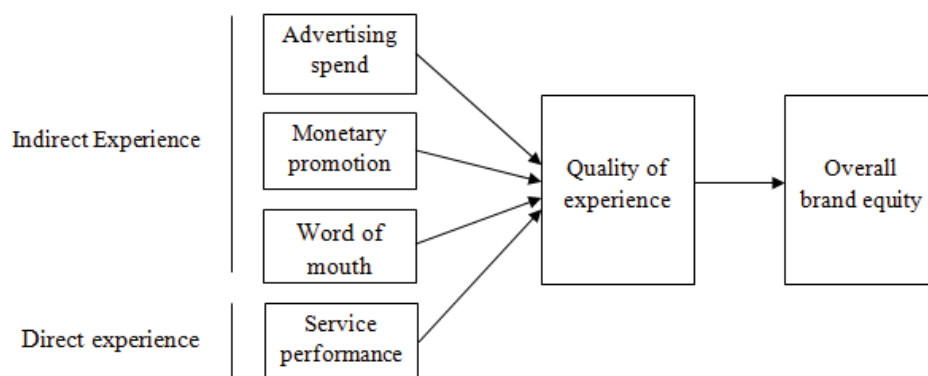 Advertising
spend
Indirect Experience
Monetary
promotion
Word of
mouth
Direct experience
Service
performance
Quality of
experience
Overall
brand equity